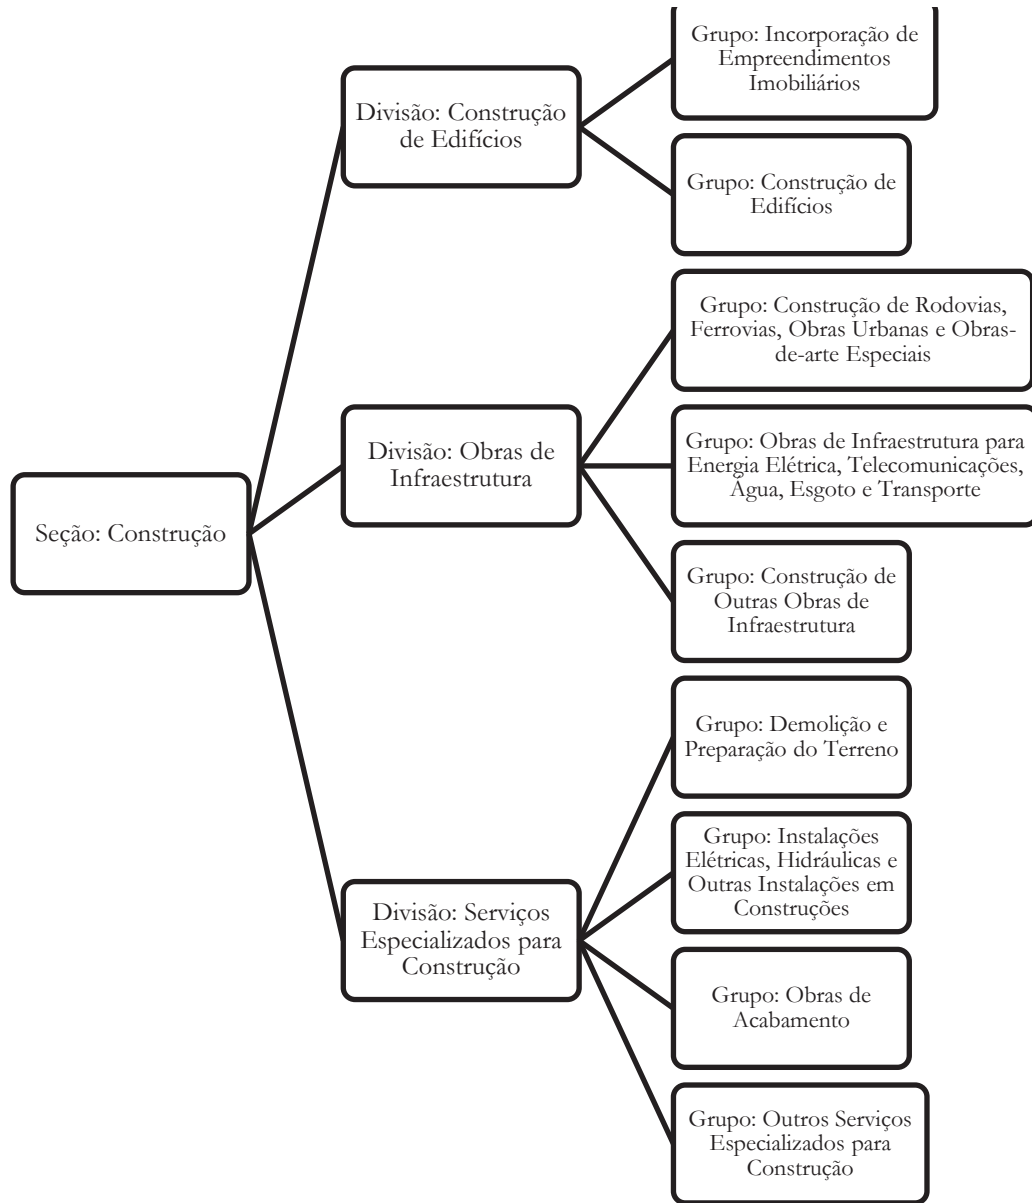 Seção: Construção
Divisão: Construção
de Edifícios
Grupo: Incorporação de
Empreendimentos
Imobiliários
Grupo: Construção de
Edifícios
Divisão: Obras de
Infraestrutura
Grupo: Construção de Rodovias,
Ferrovias, Obras Urbanas e Obras-
de-arte Especiais
Grupo: Obras de Infraestrutura para
Energia Elétrica, Telecomunicações,
Água, Esgoto e Transporte
Grupo: Construção de
Outras Obras de
Infraestrutura
Divisão: Serviços
Especializados para
Construção
Grupo: Demolição e
Preparação do Terreno
Grupo: Instalações
Elétricas, Hidráulicas e
Outras Instalações em
Construções
Grupo: Obras de
Acabamento
Grupo: Outros Serviços
Especializados para
Construção